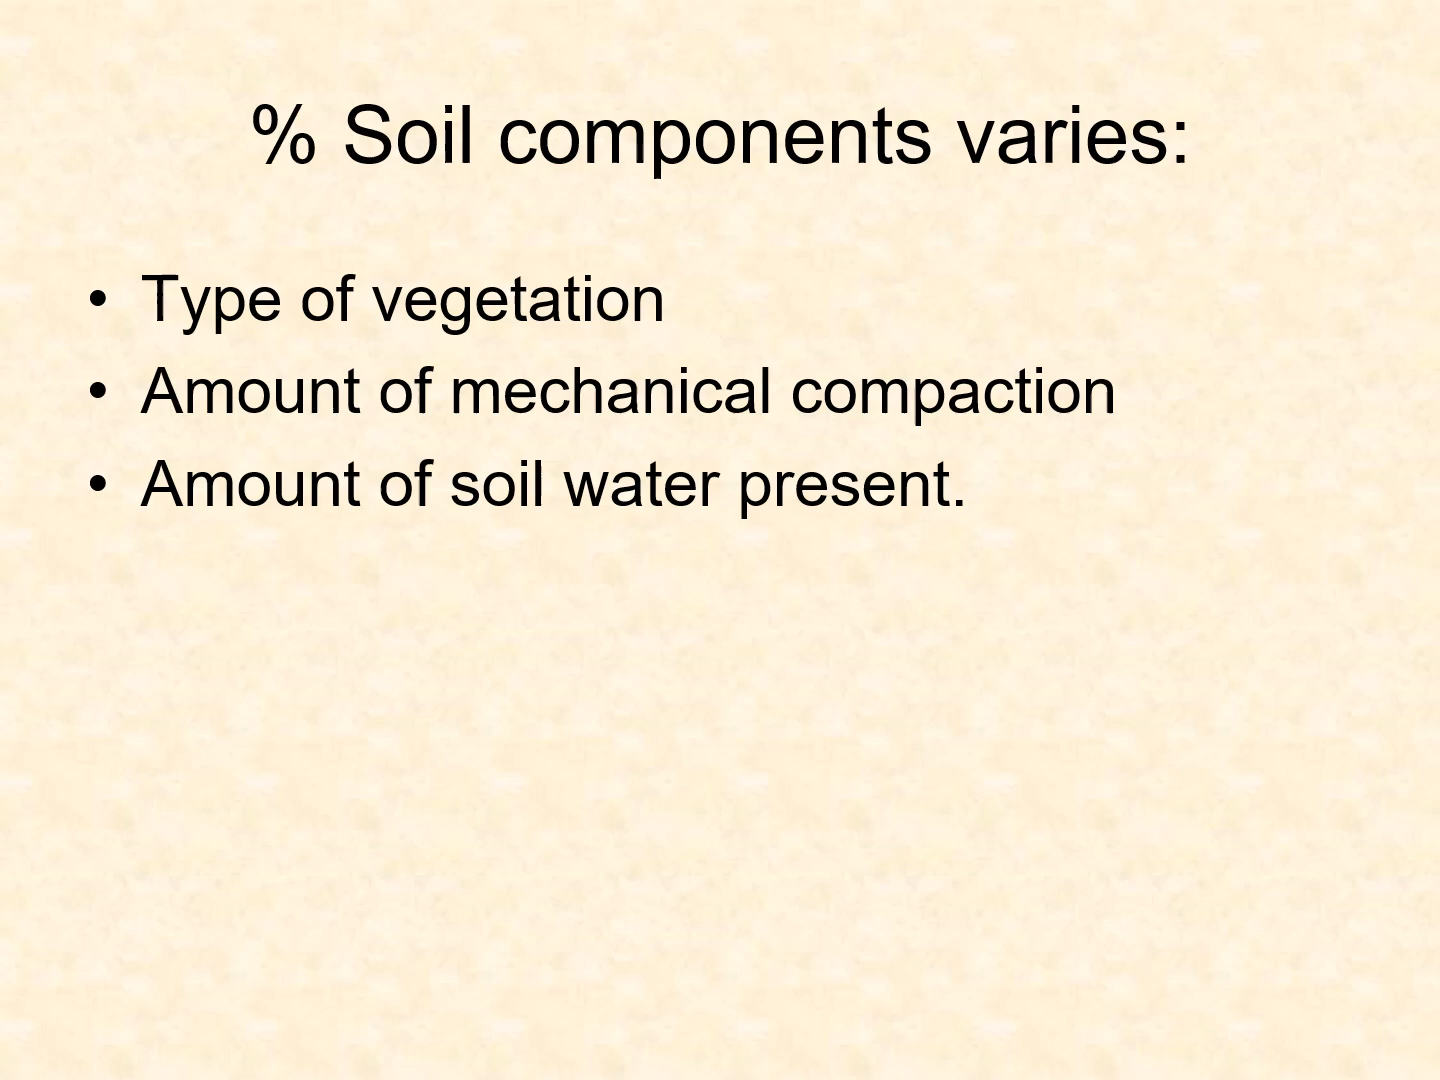 % Soil components varies:
• Type of vegetation
• Amount of mechanical compaction
• Amount of soil water present.